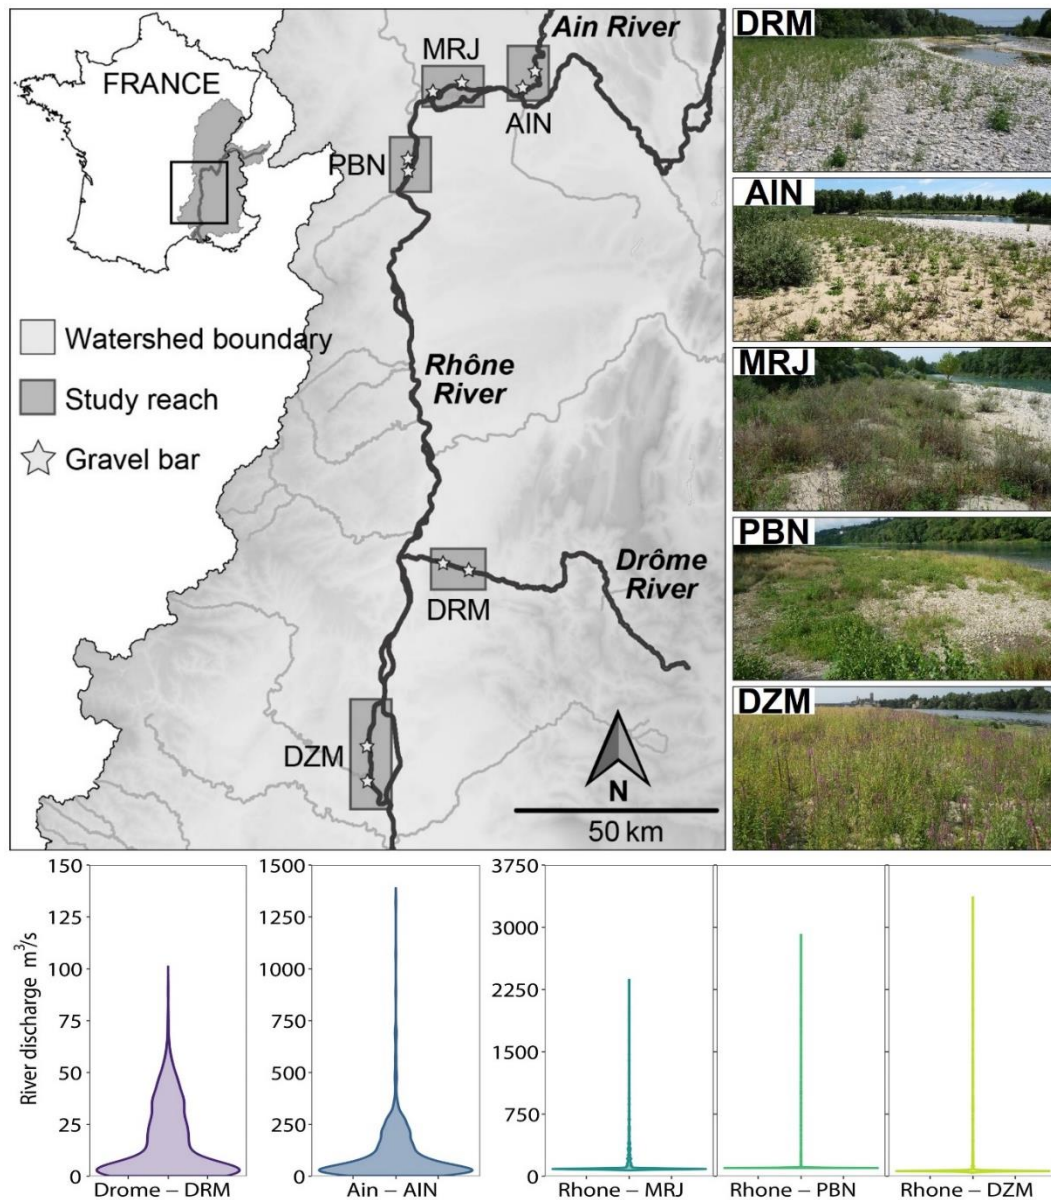 FRANCE
Watershed boundary
Study reach
Gravel bar
MRJ
Ain River
AIN
PBN
Rhône
River
Drôme
River
DRM
DZM
N
50 km
DRM
AIN
MRJ
PBN
DZM
River discharge m³/s
150
125
100
75
50
25
0
Drome – DRM
1500
1250
1000
750
500
250
0
Ain – AIN
3750
3000
2250
1500
750
0
Rhone – MRJ
Rhone – PBN
Rhone – DZM